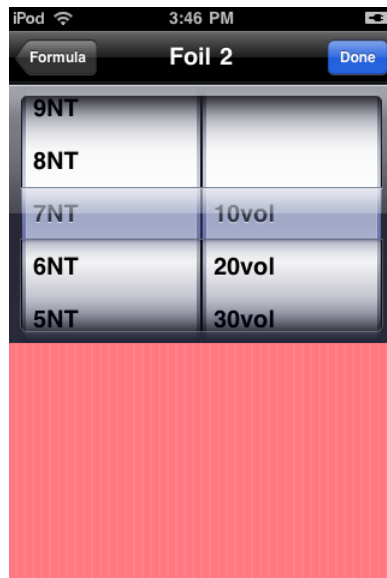 iPod 3:46 PM
Formula Foil 2 Done
9NT
8NT
7NT 10vol
6NT 20vol
5NT 30vol